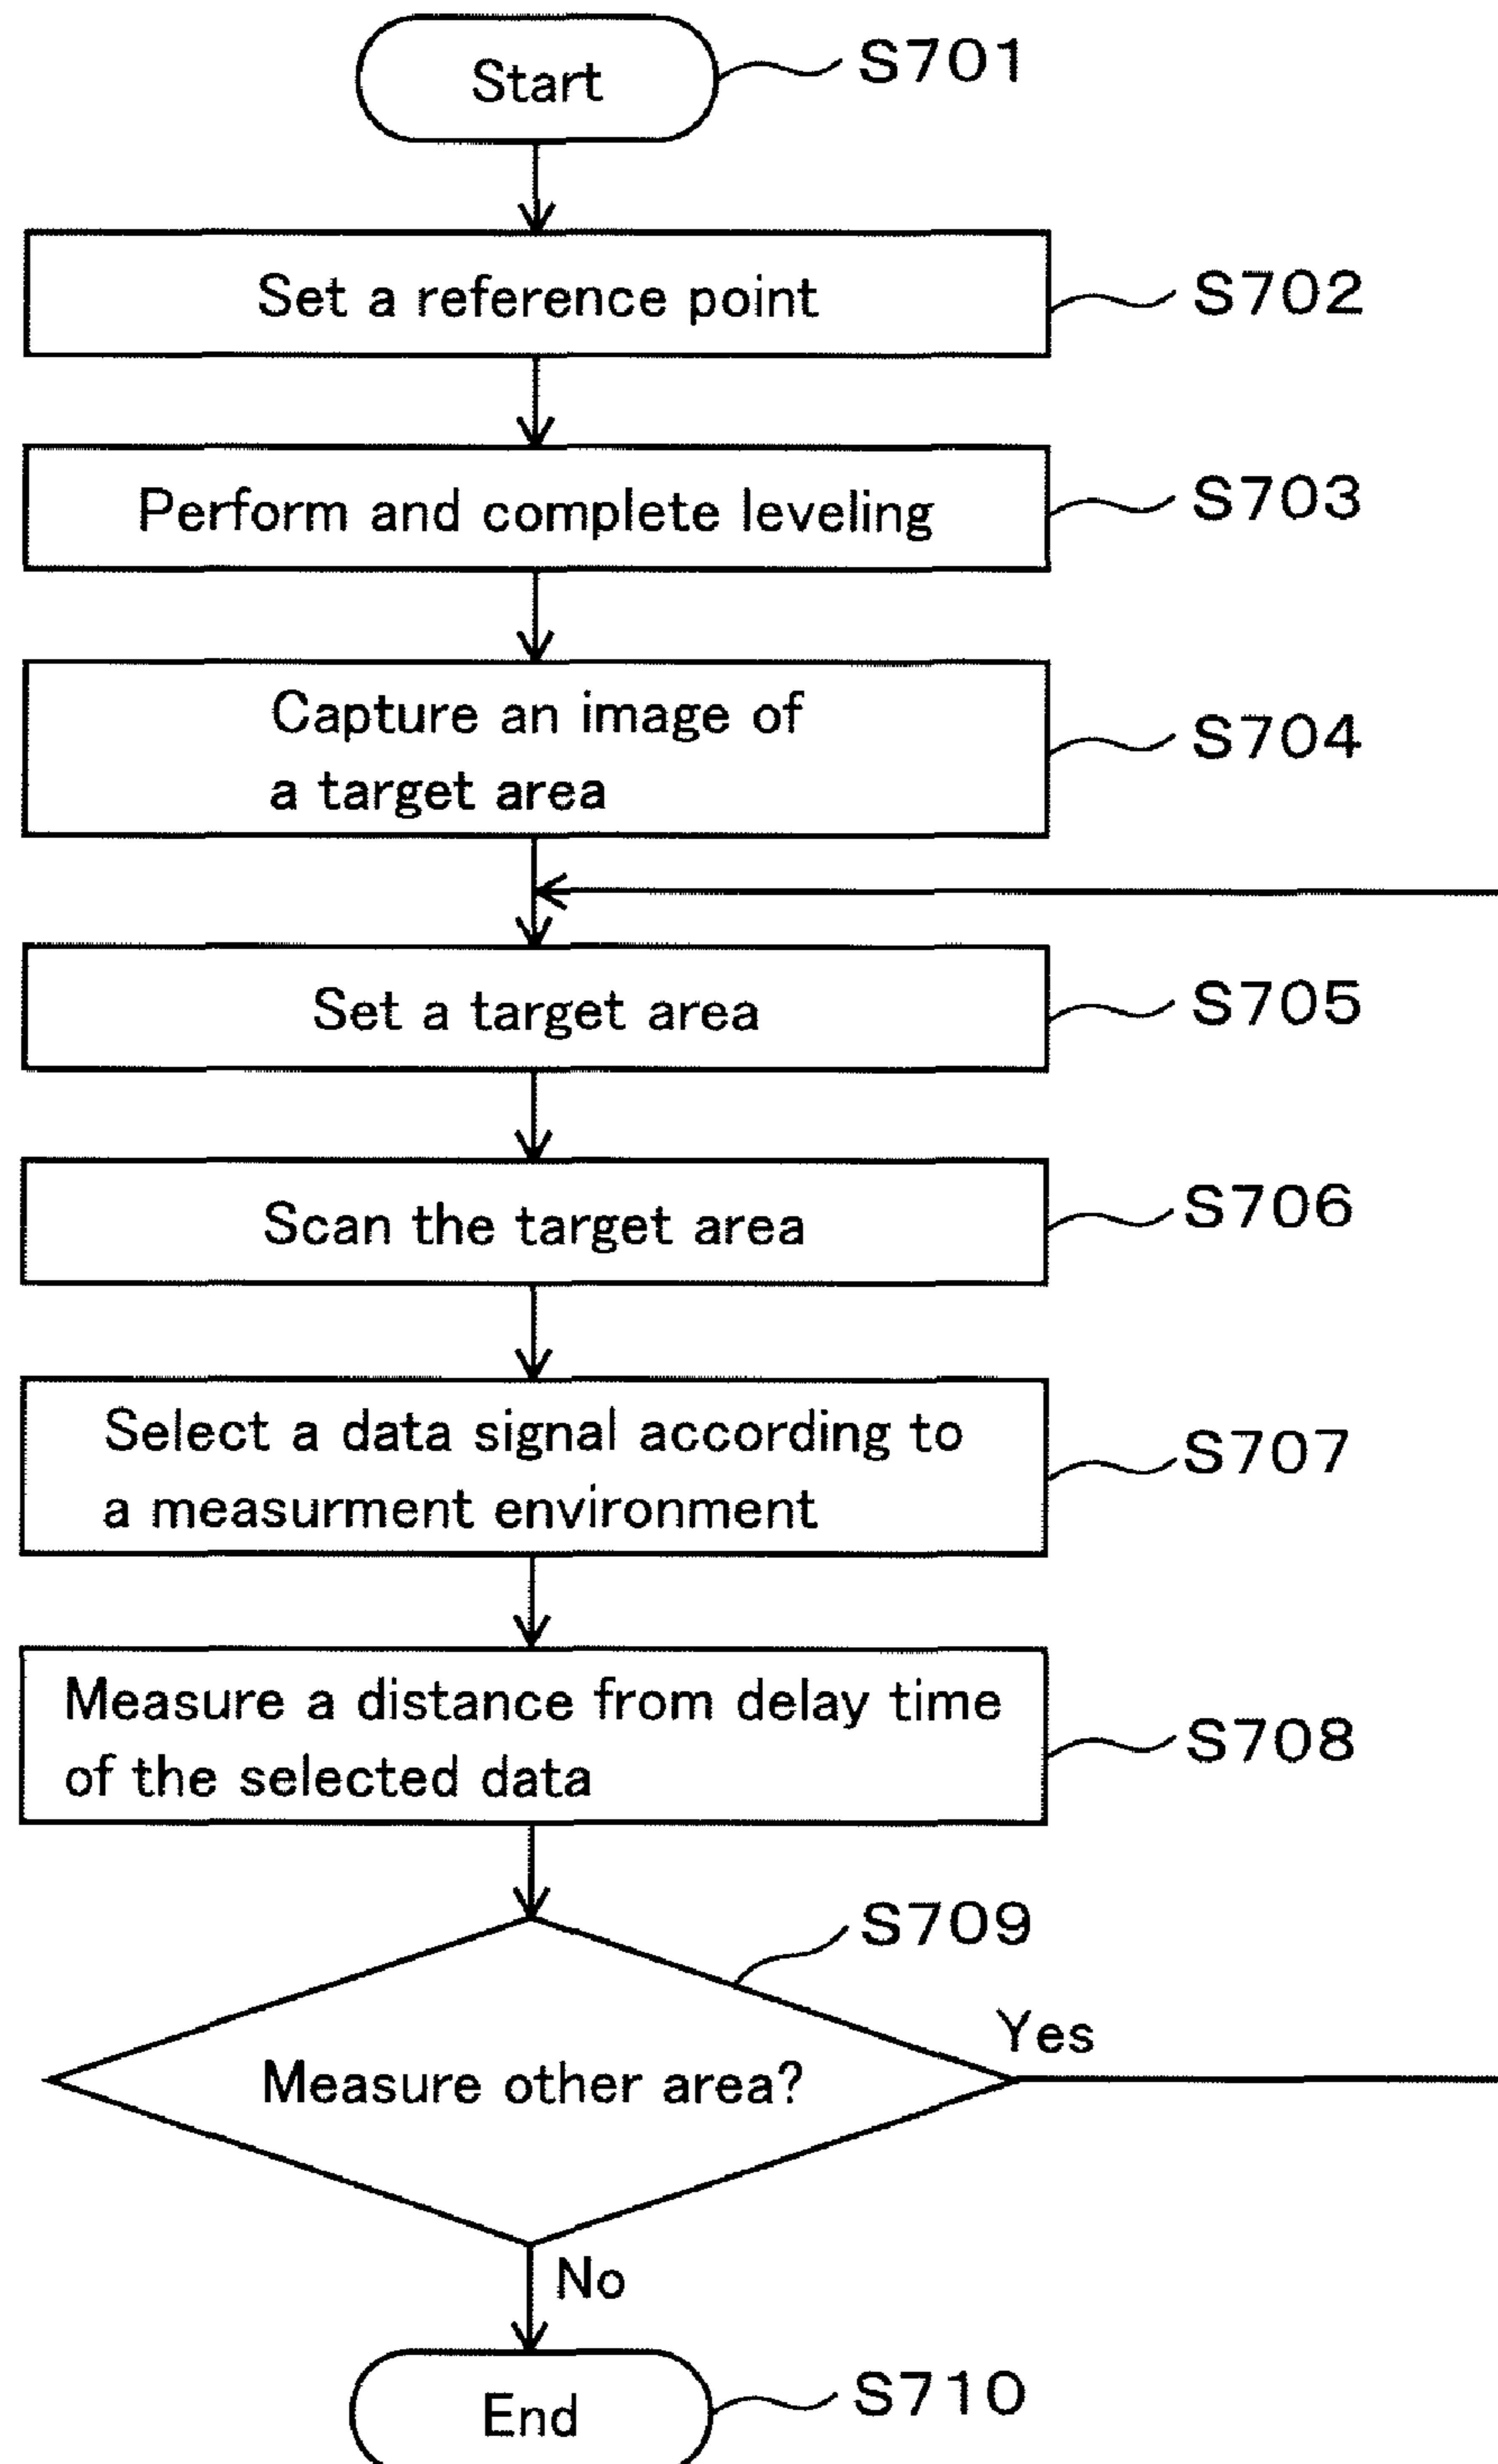 Start
S701
Set a reference point
S702
Perform and complete leveling
S703
Capture an image of
a target area
S704
Set a target area
S705
Scan the target area
S706
Select a data signal according to
a measurment environment
S707
Measure a distance from delay time
of the selected data
S708
S709
Measure other area?
Yes
No
End
S710